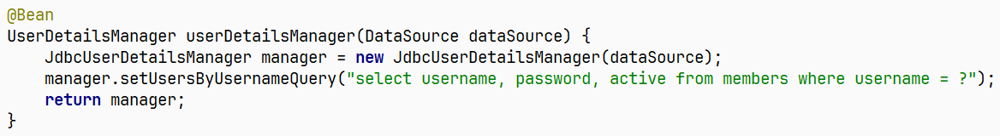 @Bean
UserDetailsManager userDetailsManager(DataSource dataSource) {
    JdbcUserDetailsManager manager = new JdbcUserDetailsManager(dataSource);
    manager.setUsersByUsernameQuery("select username, password, active from members where username = ?");
    return manager;
}